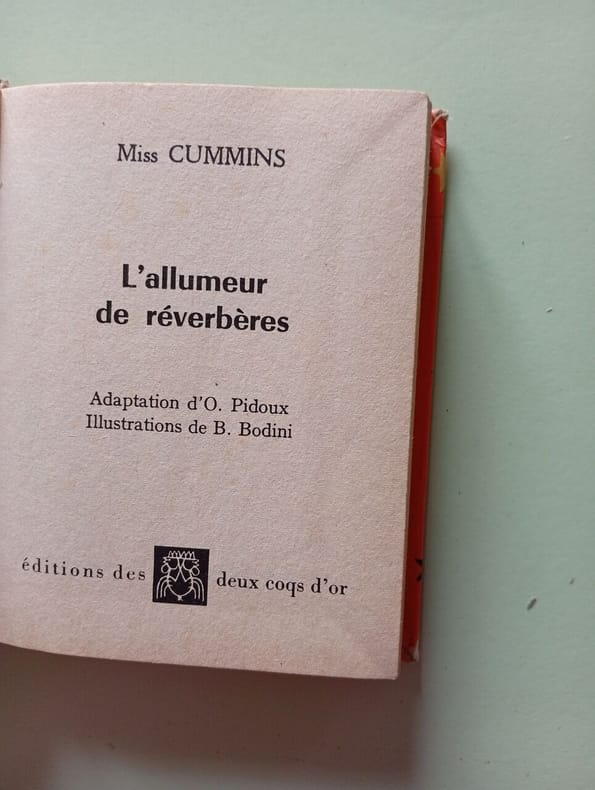 Miss CUMMINS
L'allumeur
de réverbères
Adaptation d'O. Pidoux
Illustrations de B. Bodini
éditions des deux coqs d'or